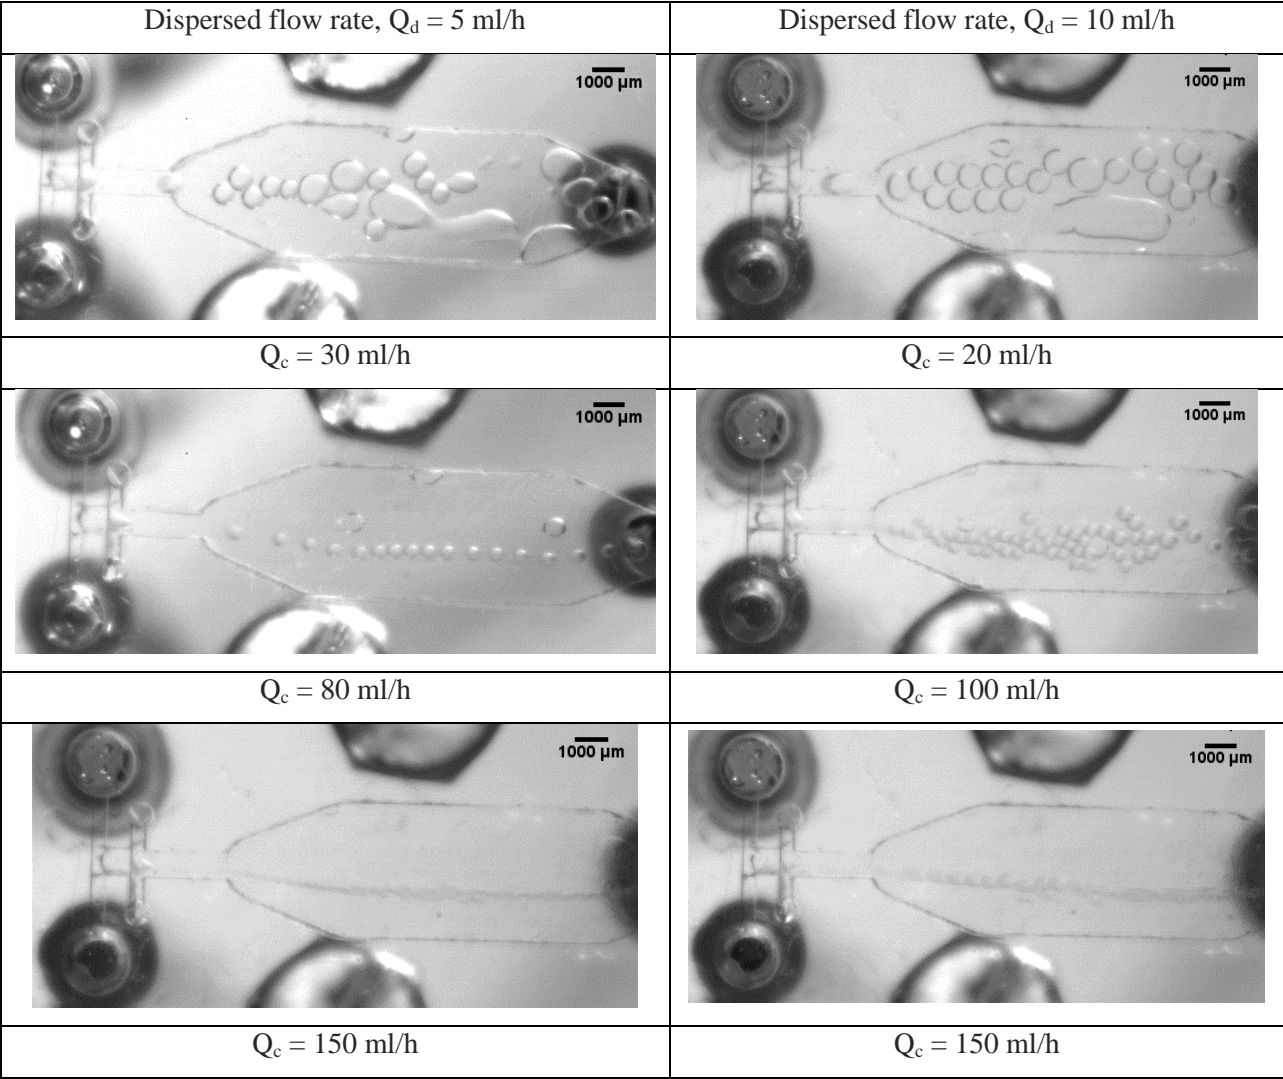 Dispersed flow rate, Qd = 5 ml/h
Dispersed flow rate, Qd = 10 ml/h
1000 µm
1000 µm
Qc = 30 ml/h
Qc = 20 ml/h
1000 µm
1000 µm
Qc = 80 ml/h
Qc = 100 ml/h
1000 µm
1000 µm
Qc = 150 ml/h
Qc = 150 ml/h